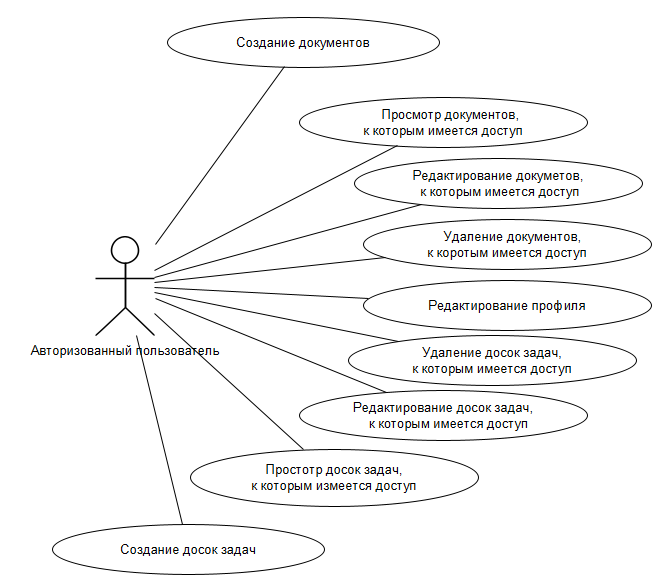 Создание документов
Просмотр документов,
к которым имеется доступ
Редактирование докуметов,
к которым имеется доступ
Удаление документов,
к коротым имеется доступ
Редактирование профиля
Авторизованный пользователь
Удаление досок задач,
к которым имеется доступ
Редактирование досок задач,
к которым имеется доступ
Простотр досок задач,
к которым измеется доступ
Создание досок задач